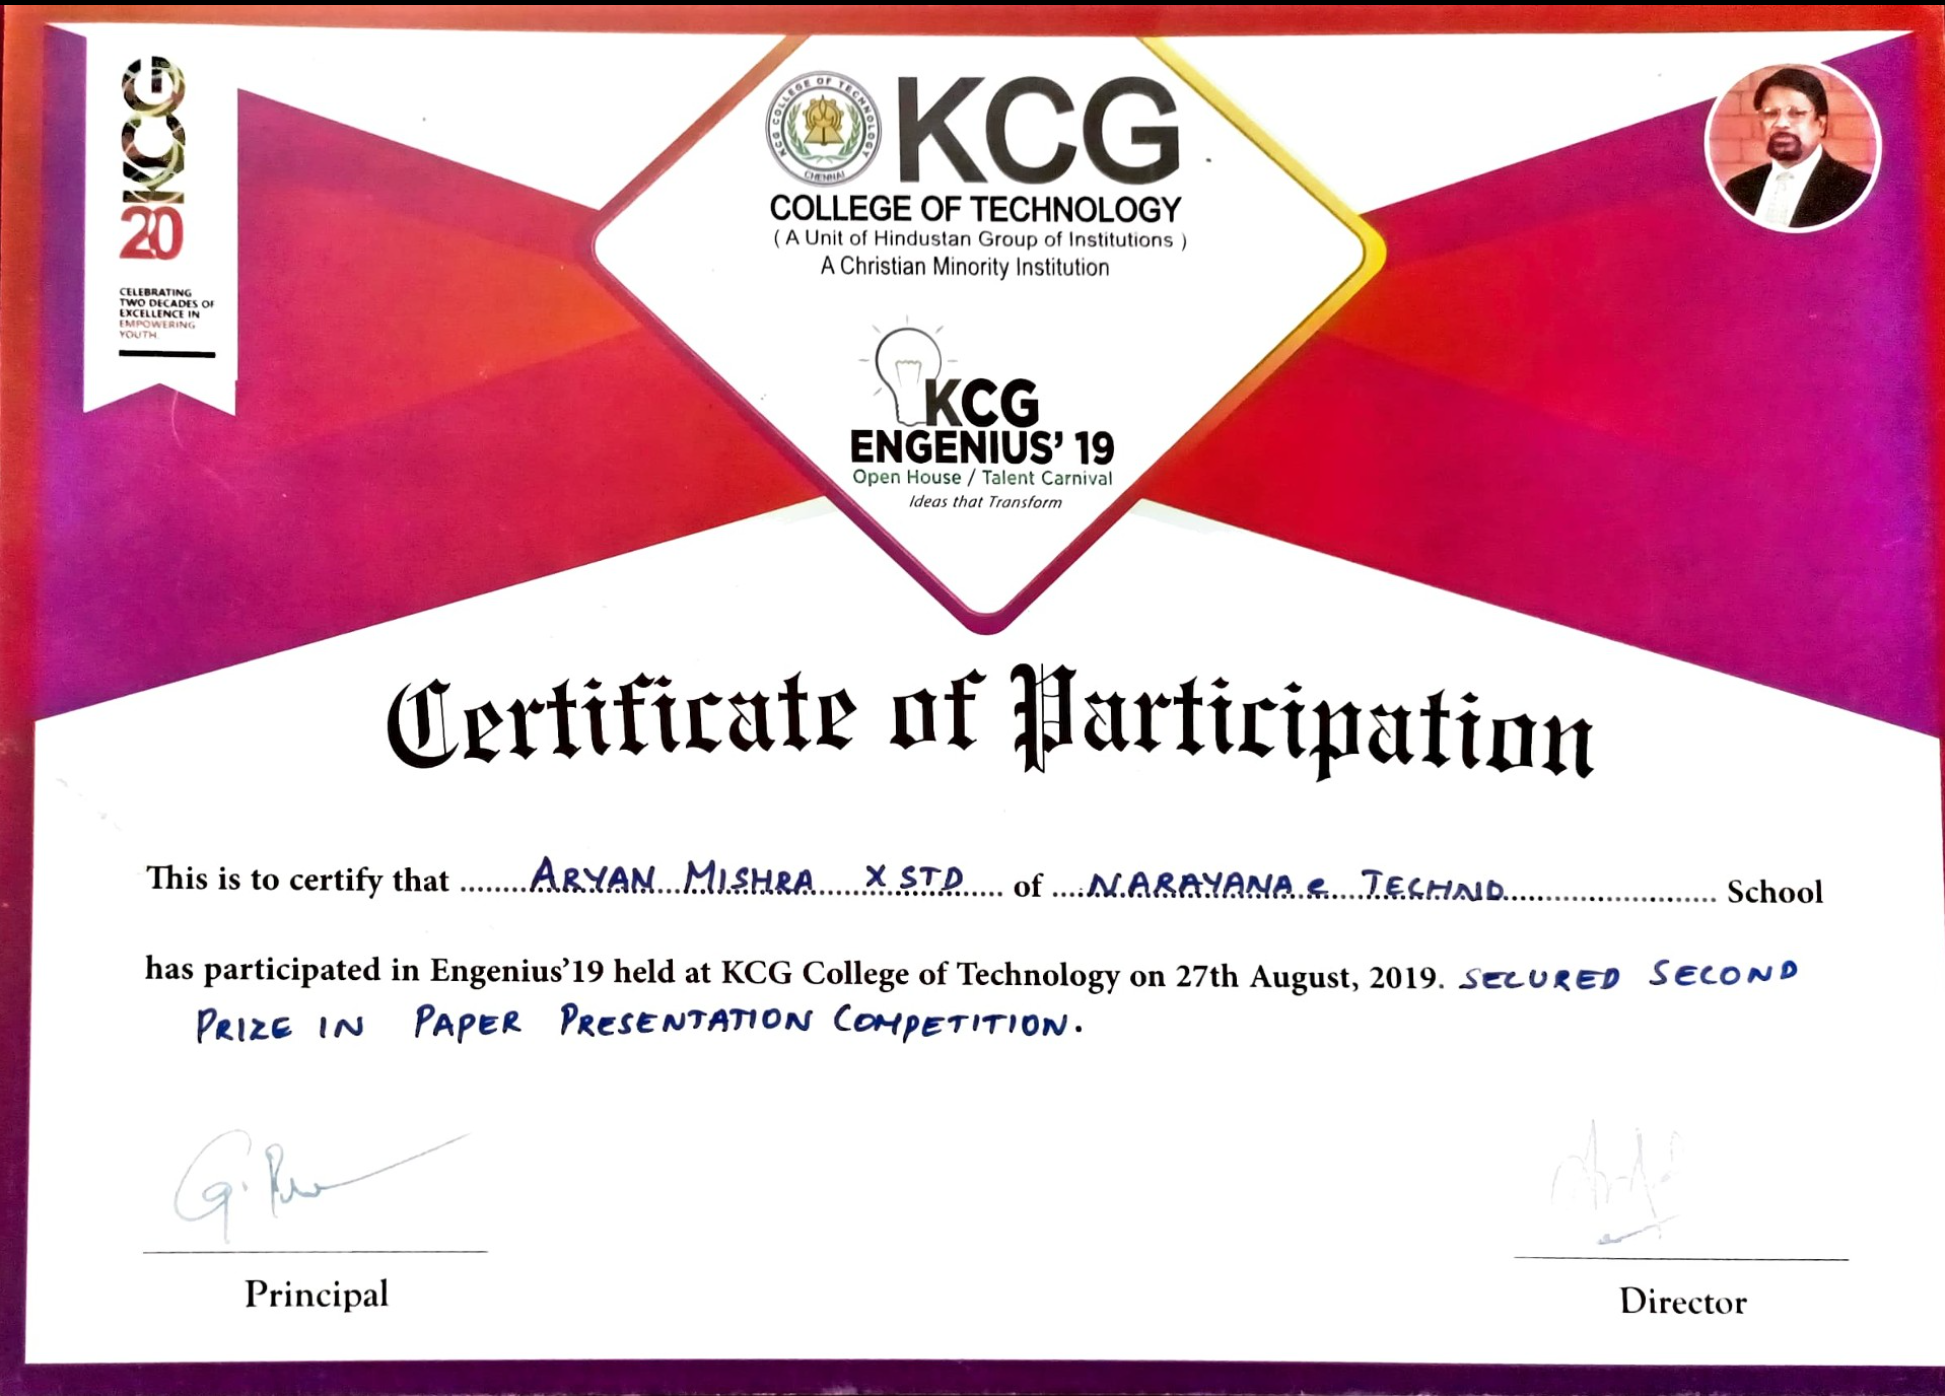 KCG
20
CELEBRATING
TWO DECADES OF
EXCELLENCE IN
EMPOWERING
YOUTH
KCG COLLEGE OF TECHNOLOGY
CHENNAI
KCG
COLLEGE OF TECHNOLOGY
( A Unit of Hindustan Group of Institutions )
A Christian Minority Institution
KCG
ENGENIUS' 19
Open House / Talent Carnival
Ideas that Transform
Certificate of Participation
This is to certify that ARYAN MISHRA X STD of NARAYANA e TECHNO School
has participated in Engenius'19 held at KCG College of Technology on 27th August, 2019. SECURED SECOND
PRIZE IN PAPER PRESENTATION COMPETITION.
Principal
Director